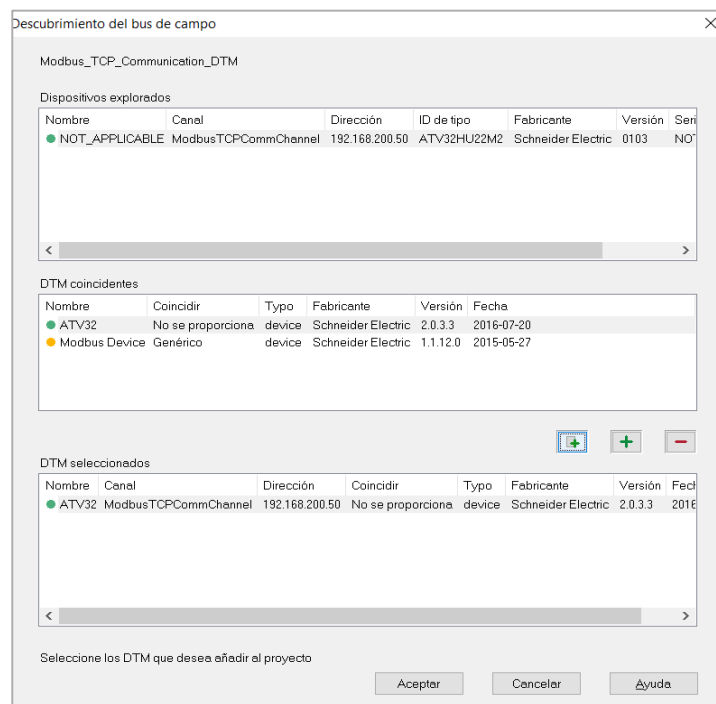 Descubrimiento del bus de campo
Modbus_TCP_Communication_DTM
Dispositivos explorados
Nombre Canal Dirección ID de tipo Fabricante Versión Seri
NOT_APPLICABLE ModbusTCPCommChannel 192.168.200.50 ATV32HU22M2 Schneider Electric 0103 NOT
DTM coincidentes
Nombre Coincidir Typo Fabricante Versión Fecha
ATV32 No se proporciona device Schneider Electric 2.0.3.3 2016-07-20
Modbus Device Genérico device Schneider Electric 1.1.12.0 2015-05-27
DTM seleccionados
Nombre Canal Dirección Coincidir Typo Fabricante Versión Fech
ATV32 ModbusTCPCommChannel 192.168.200.50 No se proporciona device Schneider Electric 2.0.3.3 2016
Seleccione los DTM que desea añadir al proyecto
Aceptar Cancelar Ayuda